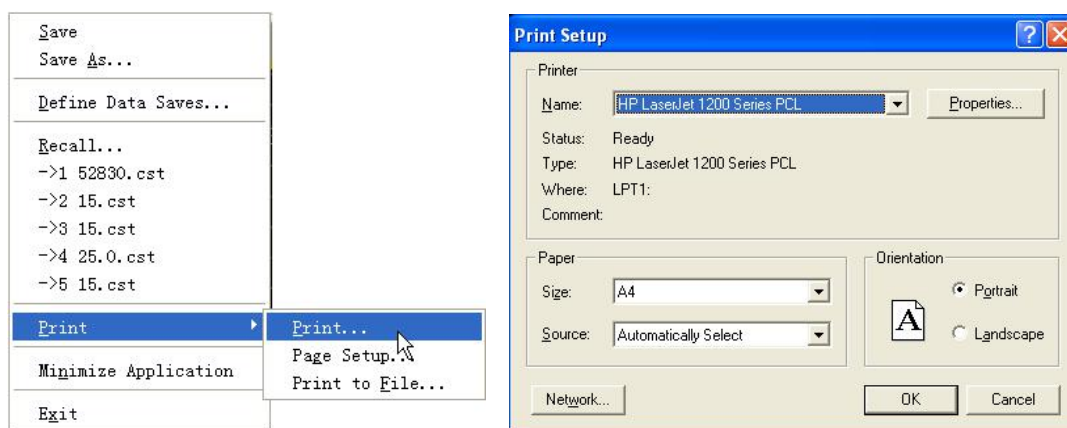 Save
Save As...
Define Data Saves...
Recall...
->1 52830.cst
->2 15.cst
->3 15.cst
->4 25.0.cst
->5 15.cst
Print
Minimize Application
Exit
Print...
Page Setup...
Print to File...
Print Setup
Printer
Name: HP LaserJet 1200 Series PCL Properties...
Status: Ready
Type: HP LaserJet 1200 Series PCL
Where: LPT1:
Comment:
Paper
Size: A4
Source: Automatically Select
Orientation
A
Portrait
Landscape
Network... OK Cancel